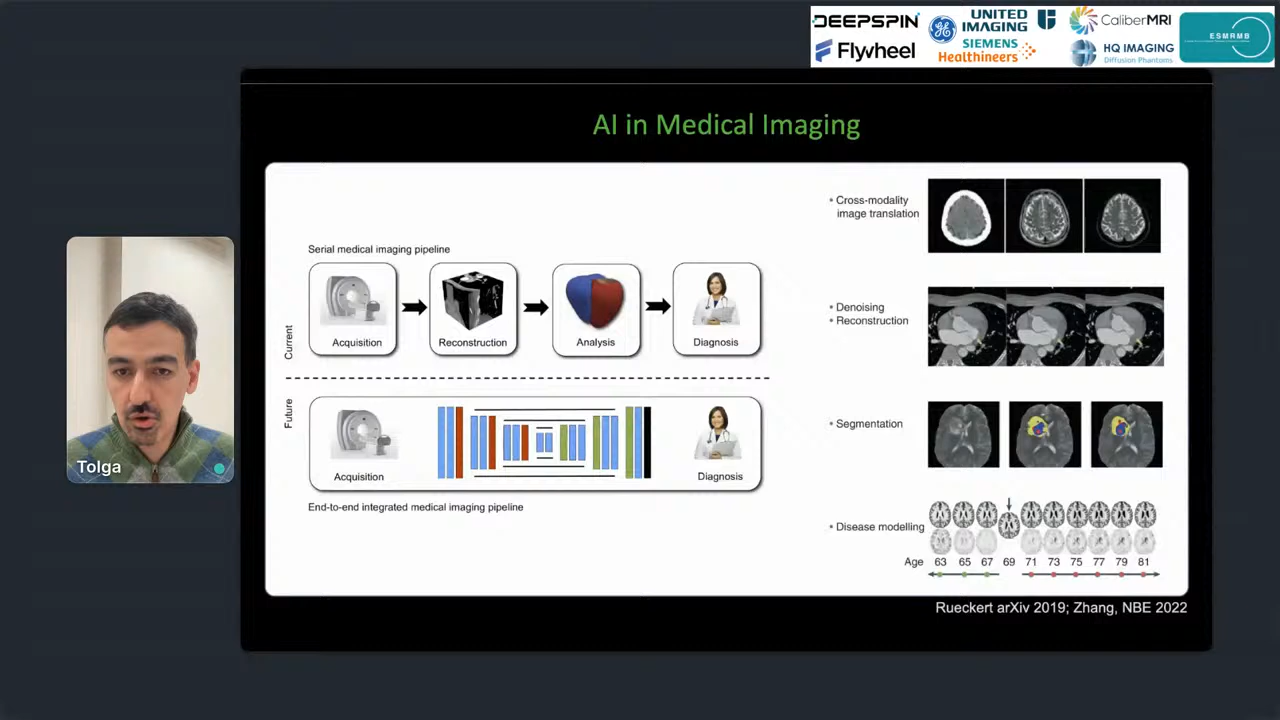 DEEPSPIN
UNITED
IMAGING
CaliberMRI
Flywheel
SIEMENS
Healthineers
HQ IMAGING
Diffusion Phantoms
ESMRMB
AI in Medical Imaging
Serial medical imaging pipeline
Current
Acquisition
Reconstruction
Analysis
Diagnosis
Future
Acquisition
Diagnosis
End-to-end integrated medical imaging pipeline
• Cross-modality
image translation
• Denoising
• Reconstruction
• Segmentation
• Disease modelling
Age 63 65 67 69 71 73 75 77 79 81
Rueckert arXiv 2019; Zhang, NBE 2022
Tolga